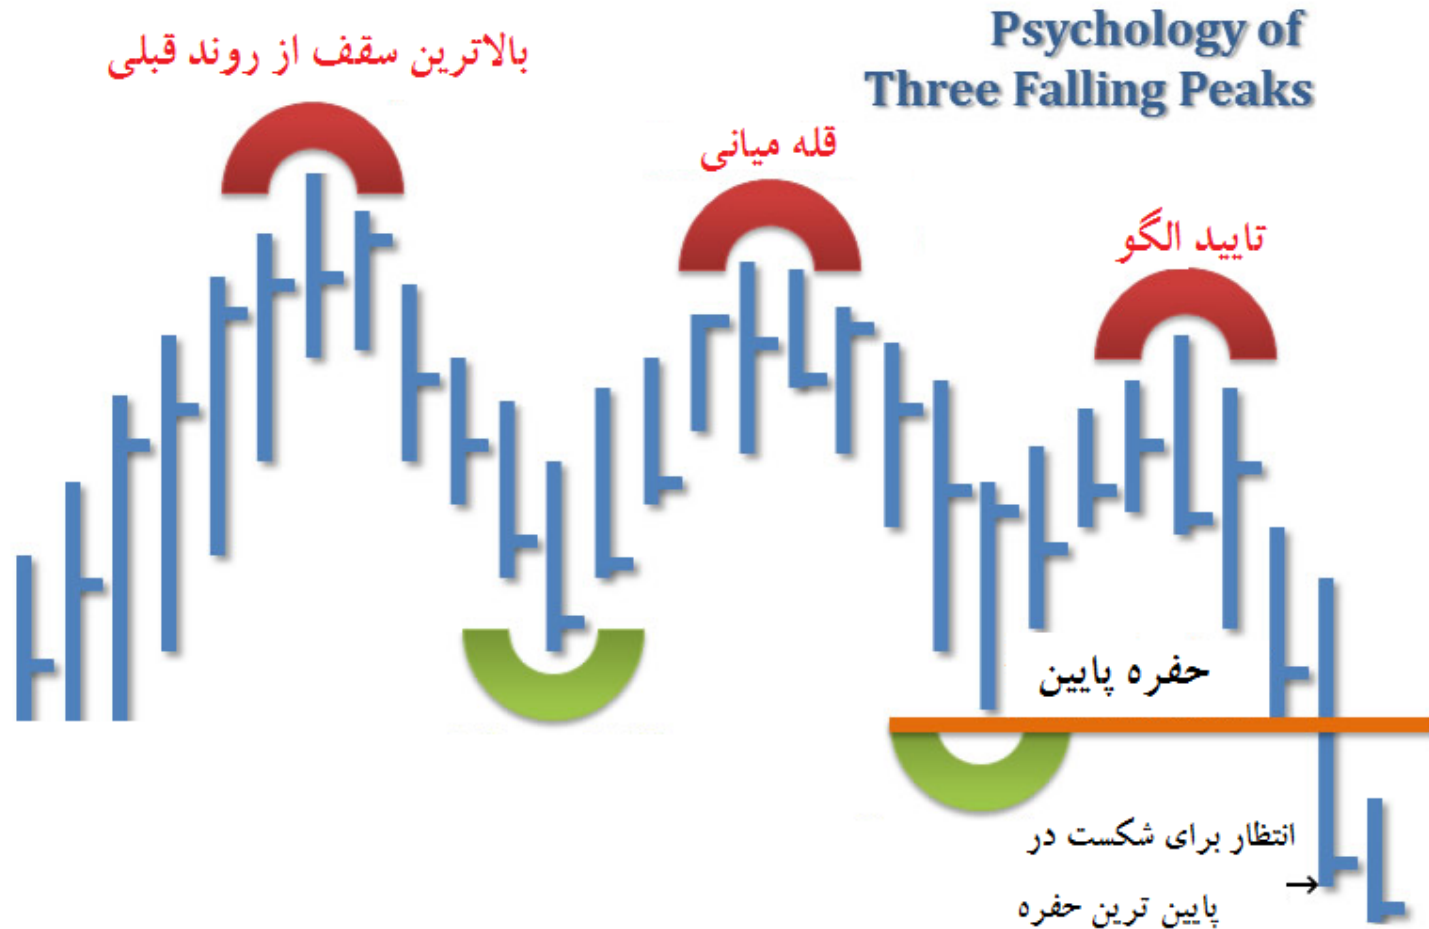 Psychology of
Three Falling Peaks
بالاترین سقف از روند قبلی
قله میانی
تایید الگو
حفره پایین
انتظار برای شکست در
پایین ترین حفره